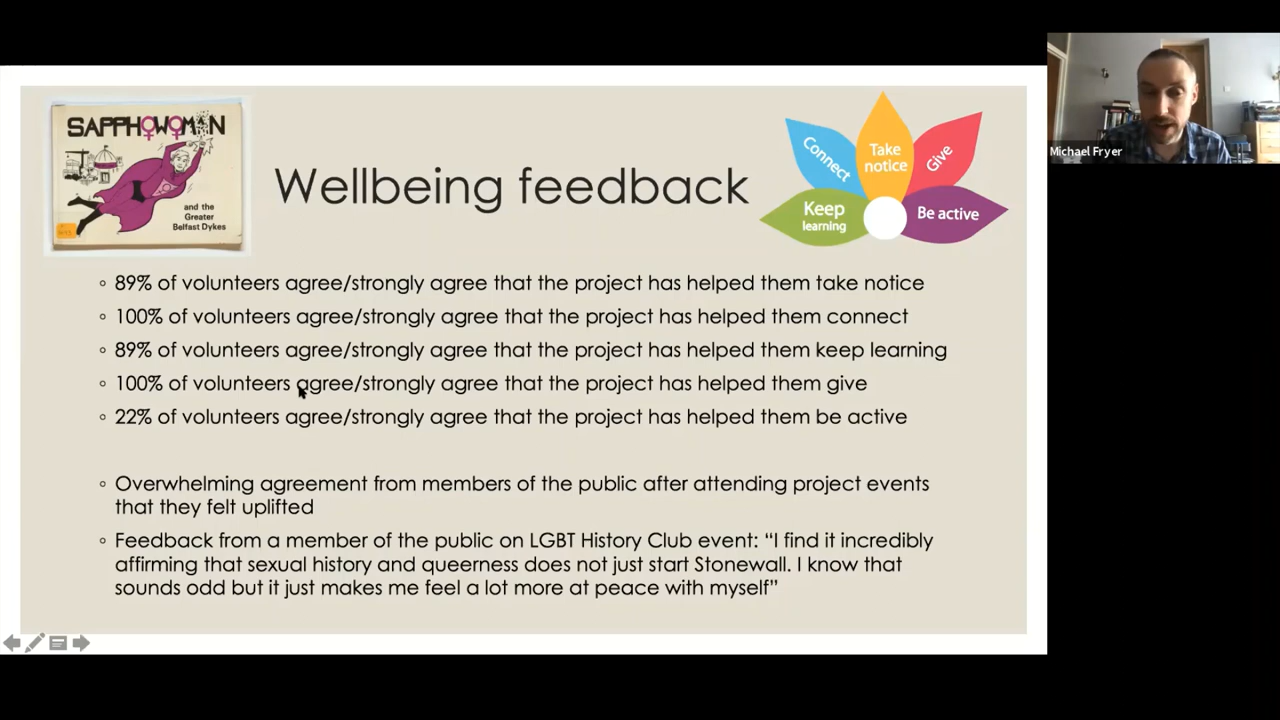 SAPPHOWOMAN
and the
Greater
Belfast Dykes
Wellbeing feedback
Connect
Take
notice
Give
Keep
learning
Be active
Michael Fryer
◦ 89% of volunteers agree/strongly agree that the project has helped them take notice
◦ 100% of volunteers agree/strongly agree that the project has helped them connect
◦ 89% of volunteers agree/strongly agree that the project has helped them keep learning
◦ 100% of volunteers agree/strongly agree that the project has helped them give
◦ 22% of volunteers agree/strongly agree that the project has helped them be active
◦ Overwhelming agreement from members of the public after attending project events
that they felt uplifted
◦ Feedback from a member of the public on LGBT History Club event: “I find it incredibly
affirming that sexual history and queerness does not just start Stonewall. I know that
sounds odd but it just makes me feel a lot more at peace with myself”